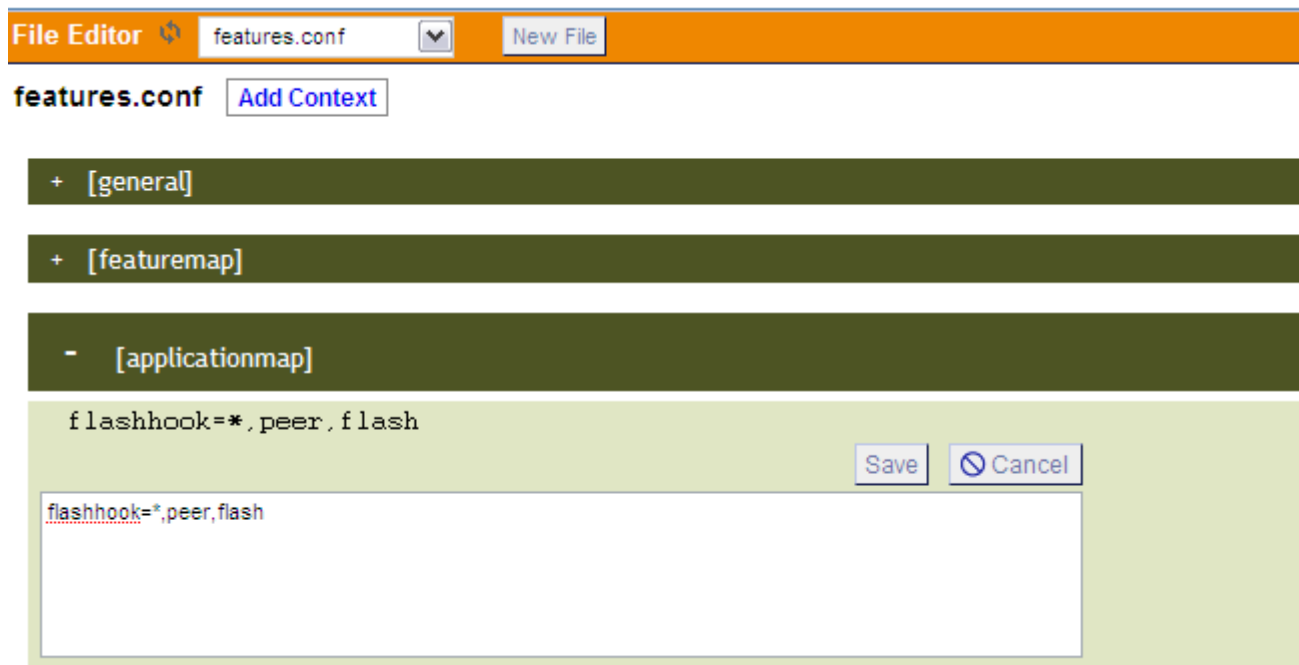 File Editor features.conf New File
features.conf Add Context
+ [general]
+ [featuremap]
- [applicationmap]
flashhook=*,peer,flash
Save Cancel
flashhook=*,peer,flash